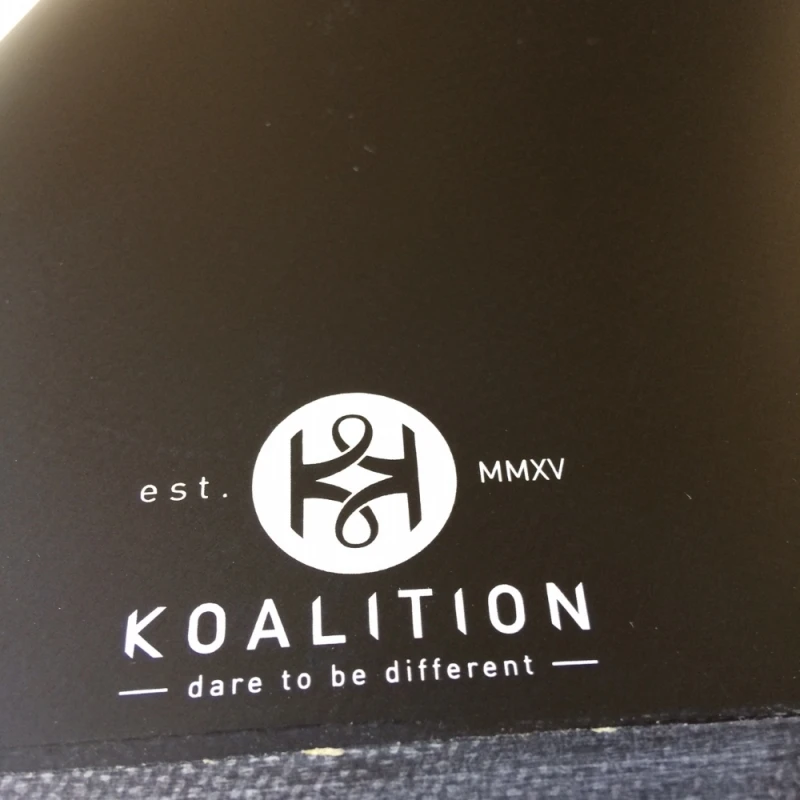 est. MMXV
KOALITION
dare to be different